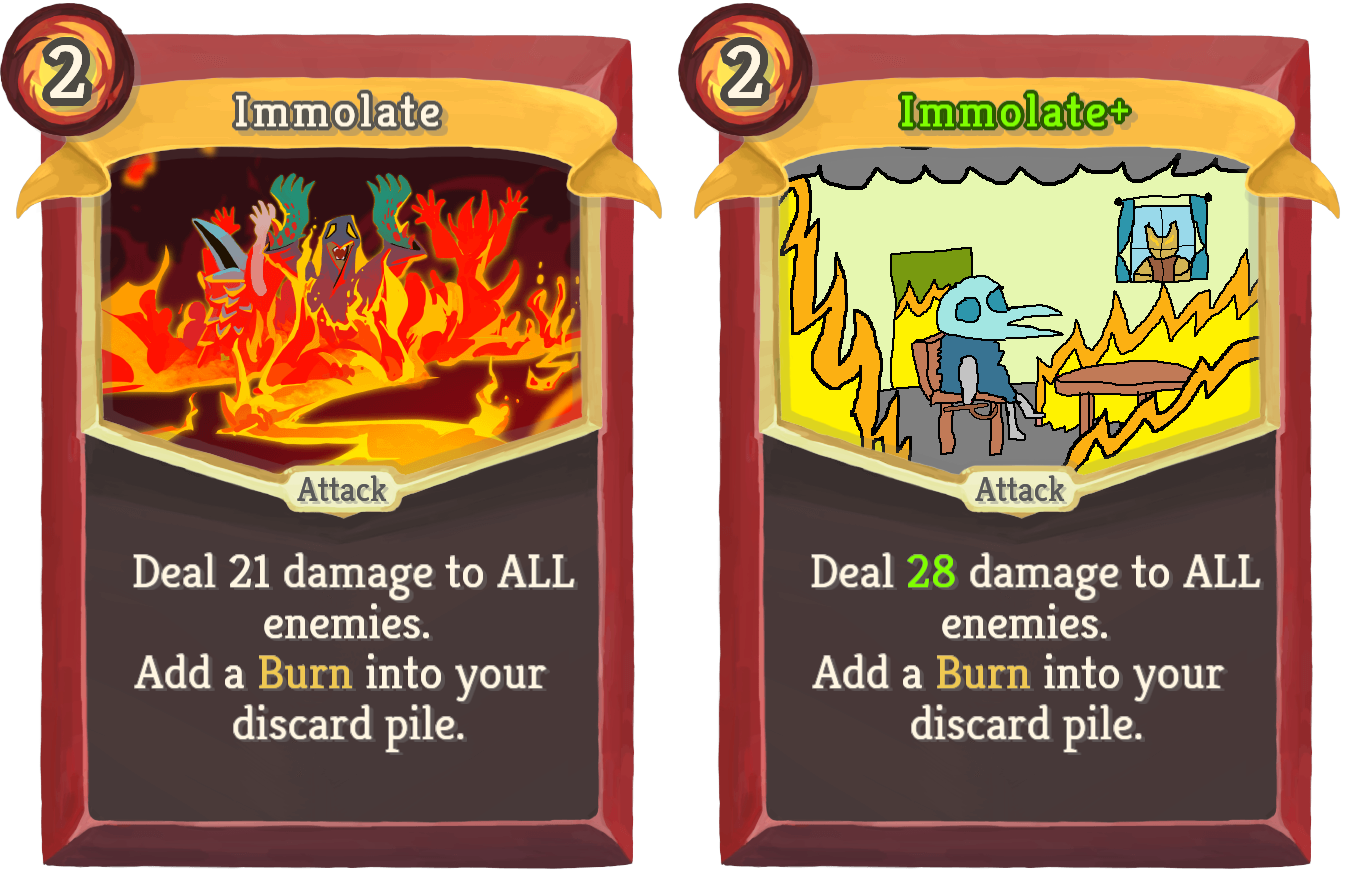 2
Immolate
Attack
Deal 21 damage to ALL
enemies.
Add a Burn into your
discard pile.
2
Immolate+
Attack
Deal 28 damage to ALL
enemies.
Add a Burn into your
discard pile.